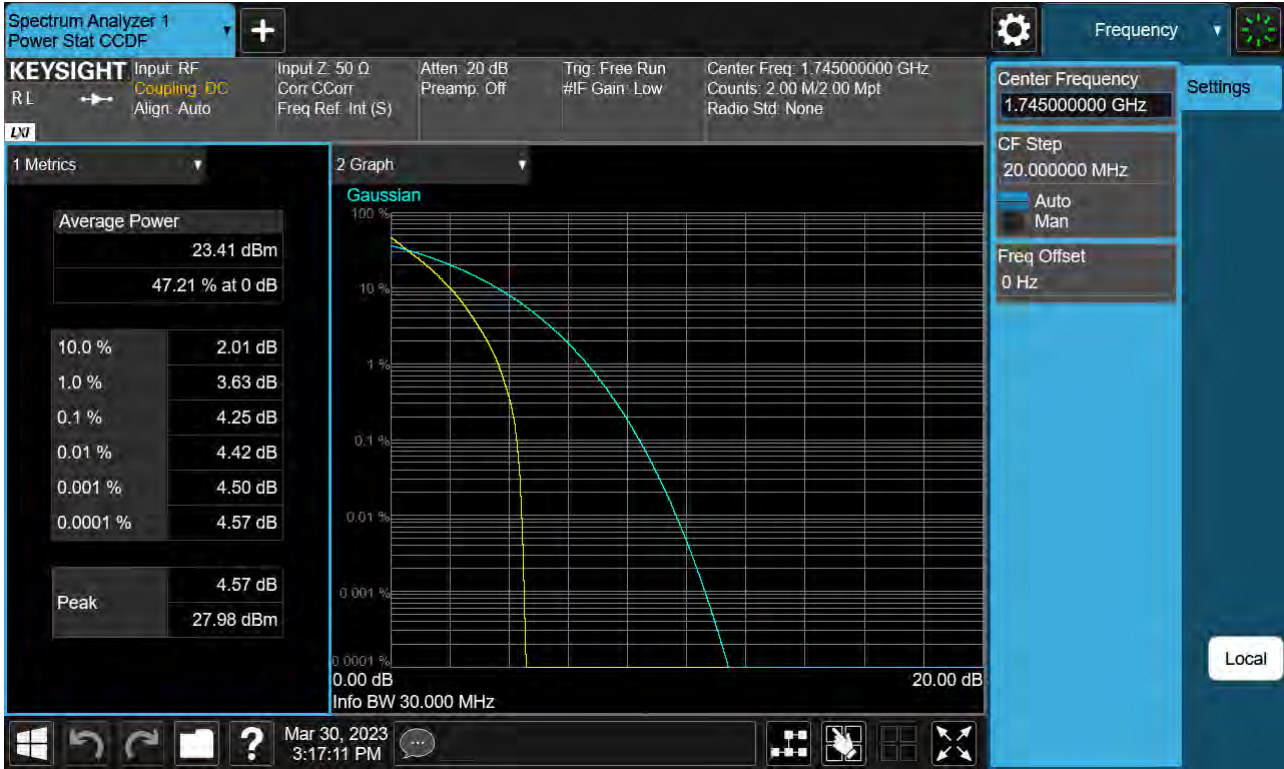 Spectrum Analyzer 1
Power Stat CCDF
+
Frequency
KEYSIGHT
RL
LXI
Input: RF
Coupling: DC
Align: Auto
Input Z: 50 Ω
Corr CCorr
Freq Ref: Int (S)
Atten: 20 dB
Preamp: Off
Trig: Free Run
#IF Gain: Low
Center Freq: 1.745000000 GHz
Counts: 2.00 M/2.00 Mpt
Radio Std: None
Center Frequency
1.745000000 GHz
Settings
CF Step
20.000000 MHz
Auto
Man
Freq Offset
0 Hz
1 Metrics
Average Power
23.41 dBm
47.21 % at 0 dB
10.0 % 2.01 dB
1.0 % 3.63 dB
0.1 % 4.25 dB
0.01 % 4.42 dB
0.001 % 4.50 dB
0.0001 % 4.57 dB
Peak
4.57 dB
27.98 dBm
2 Graph
Gaussian
100 %
10 %
1 %
0.1 %
0.01 %
0.001 %
0.0001 %
0.00 dB 20.00 dB
Info BW 30.000 MHz
Local
?
Mar 30, 2023
3:17:11 PM